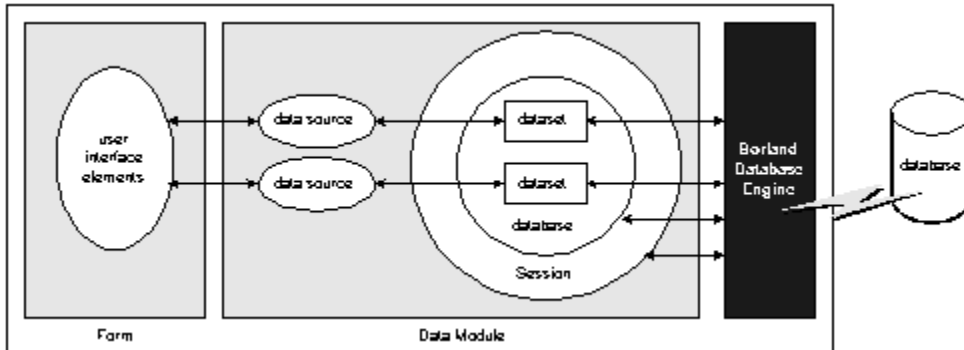 user
interface
elements
data source
data source
dataset
dataset
database
Session
Borland
Database
Engine
database
Form
Data Module